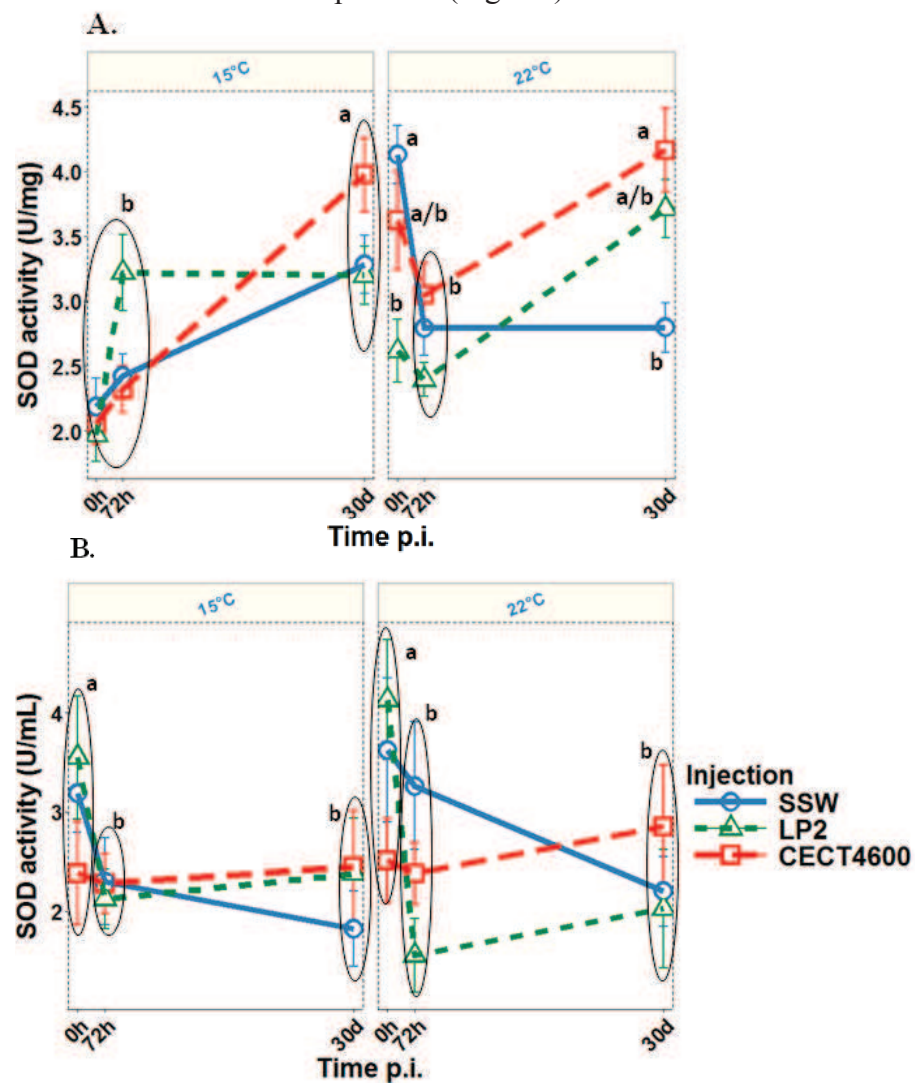 A.
15°C 22°C
4.5
4.0
3.5
3.0
2.5
2.0
SOD activity (U/mg)
b
a
a
a/b
b
b
a
a/b
b
0h 72h 30d 0h 72h 30d
Time p.i.
B.
15°C 22°C
4
3
2
SOD activity (U/mL)
a
b
b
a
b
b
0h 72h 30d 0h 72h 30d
Time p.i.
Injection
SSW
LP2
CECT4600